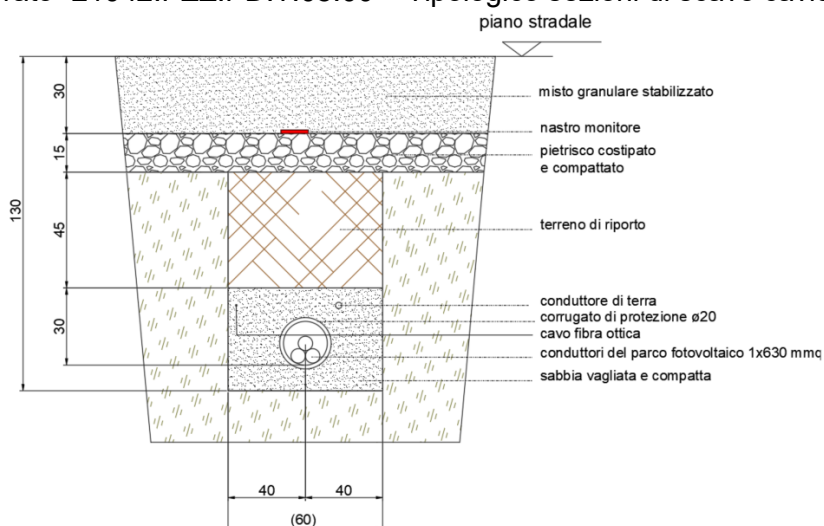 piano stradale
misto granulare stabilizzato
nastro monitore
pietrisco costipato
e compattato
terreno di riporto
conduttore di terra
corrugato di protezione ø20
cavo fibra ottica
conduttori del parco fotovoltaico 1x630 mmq
sabbia vagliata e compatta
30
15
130
45
30
40
40
(60)